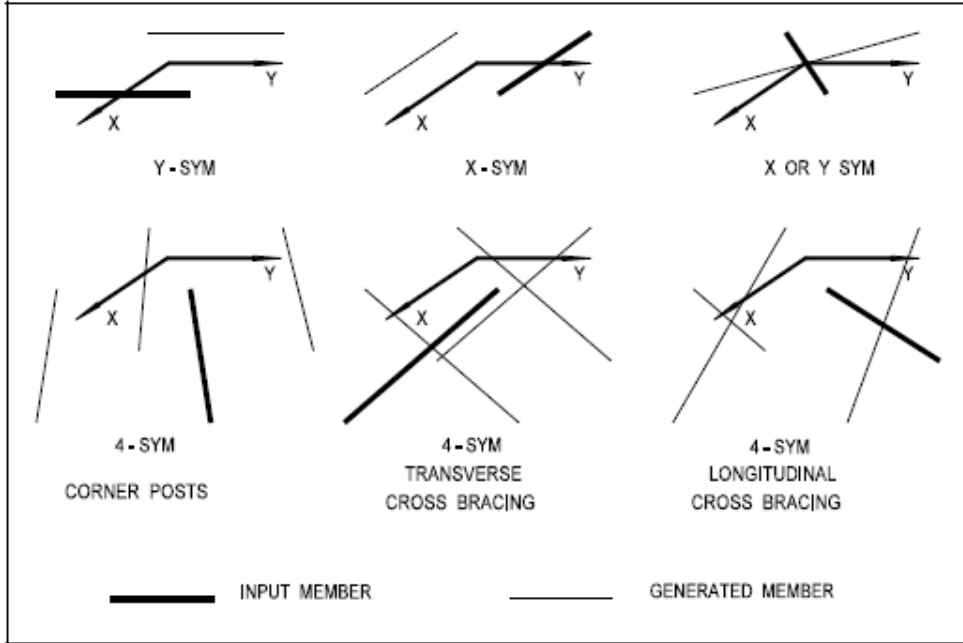 Y
X
Y - SYM
Y
X
X - SYM
Y
X
X OR Y SYM
Y
X
4 - SYM
CORNER POSTS
Y
X
4 - SYM
TRANSVERSE
CROSS BRACING
Y
X
4 - SYM
LONGITUDINAL
CROSS BRACING
INPUT MEMBER
GENERATED MEMBER